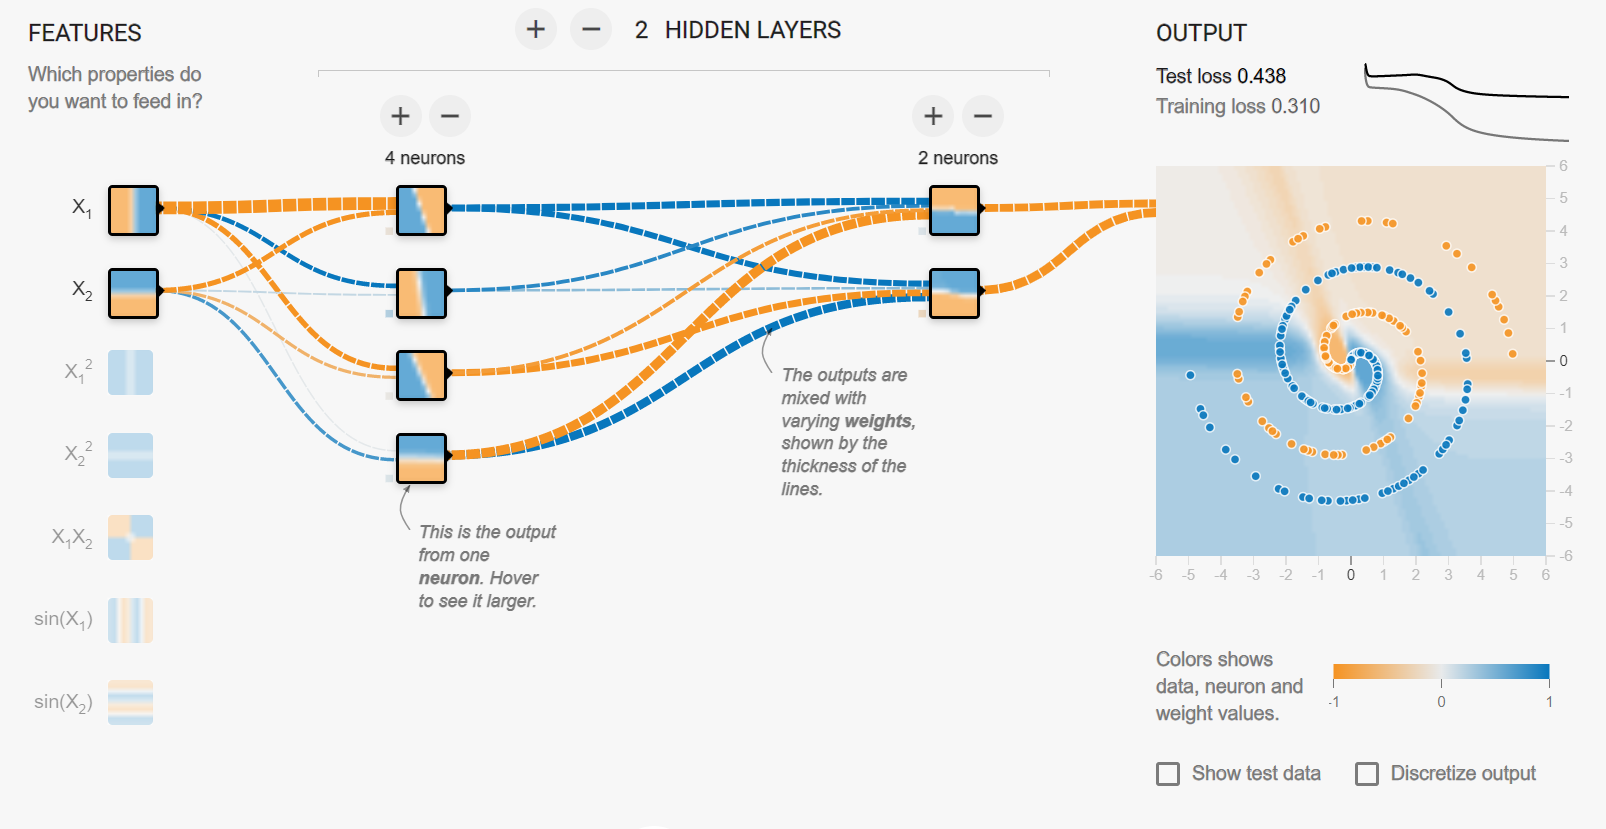 FEATURES
Which properties do
you want to feed in?
+ − 2 HIDDEN LAYERS
+ −
4 neurons
+ −
2 neurons
X1
X2
X1²
X2²
X1X2
sin(X1)
sin(X2)
This is the output
from one
neuron. Hover
to see it larger.
The outputs are
mixed with
varying weights,
shown by the
thickness of the
lines.
OUTPUT
Test loss 0.438
Training loss 0.310
6
5
4
3
2
1
0
-1
-2
-3
-4
-5
-6
-6 -5 -4 -3 -2 -1 0 1 2 3 4 5 6
Colors shows
data, neuron and
weight values.
-1 0 1
Show test data Discretize output